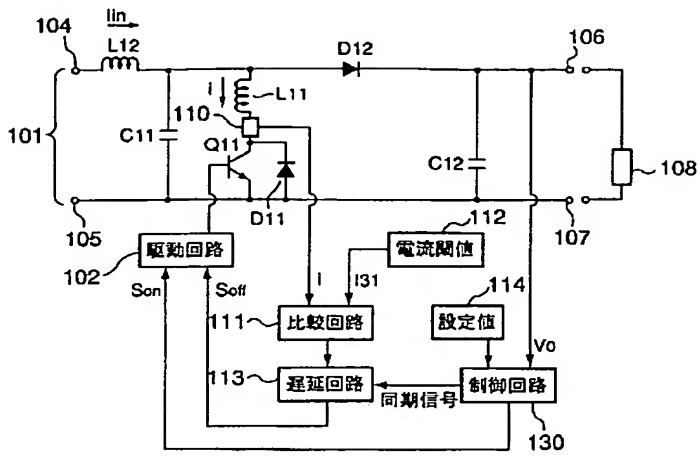 Iin
104
L12
D12
106
101
C11
i
L11
110
Q11
D11
C12
108
105
107
112
駆動回路
102
電流閾値
Son
Soff
i
I31
114
111
比較回路
設定値
Vo
113
遅延回路
同期信号
制御回路
130